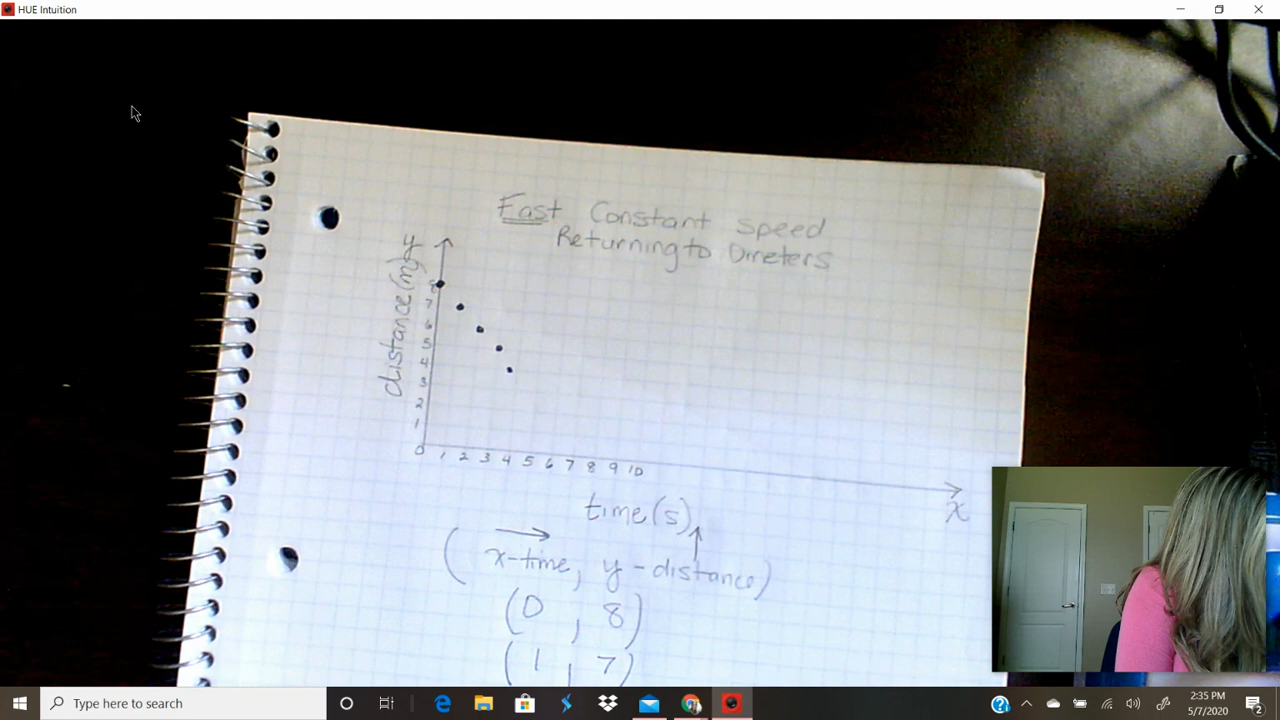 HUE Intuition
Fast Constant Speed
Returning to 0meters
y
distance(m)
8
7
6
5
4
3
2
1
0 1 2 3 4 5 6 7 8 9 10
x
time(s)
(x-time, y-distance)
(0, 8)
(1, 7)
Type here to search
2:35 PM
5/7/2020
2